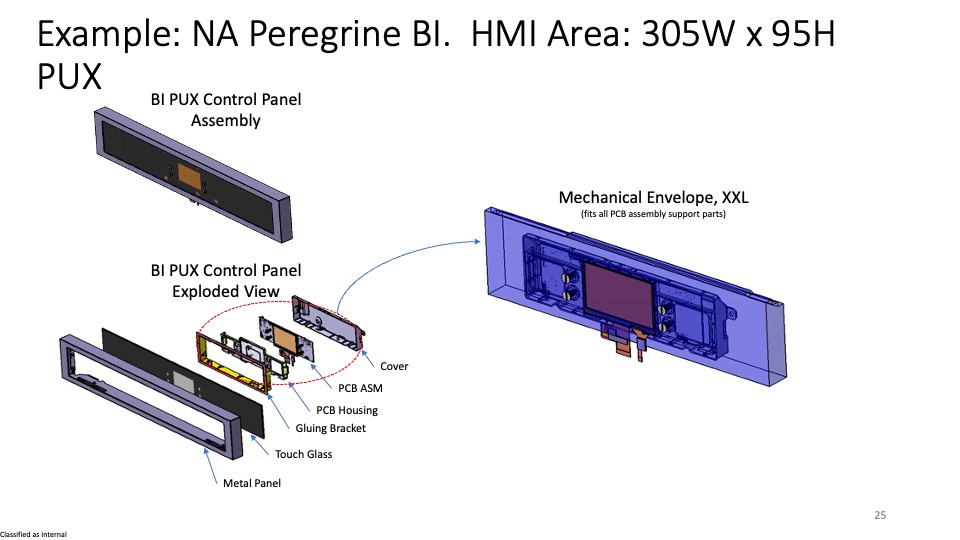 Example: NA Peregrine BI.  HMI Area: 305W x 95H
PUX
BI PUX Control Panel
Assembly
Mechanical Envelope, XXL
(fits all PCB assembly support parts)
BI PUX Control Panel
Exploded View
Cover
PCB ASM
PCB Housing
Gluing Bracket
Touch Glass
Metal Panel
25
Classified as Internal